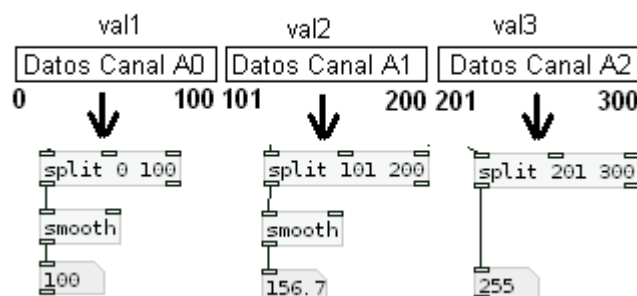 val1 val2 val3
Datos Canal A0 Datos Canal A1 Datos Canal A2
0 100 101 200 201 300
split 0 100 split 101 200 split 201 300
smooth smooth
100 156.7 255